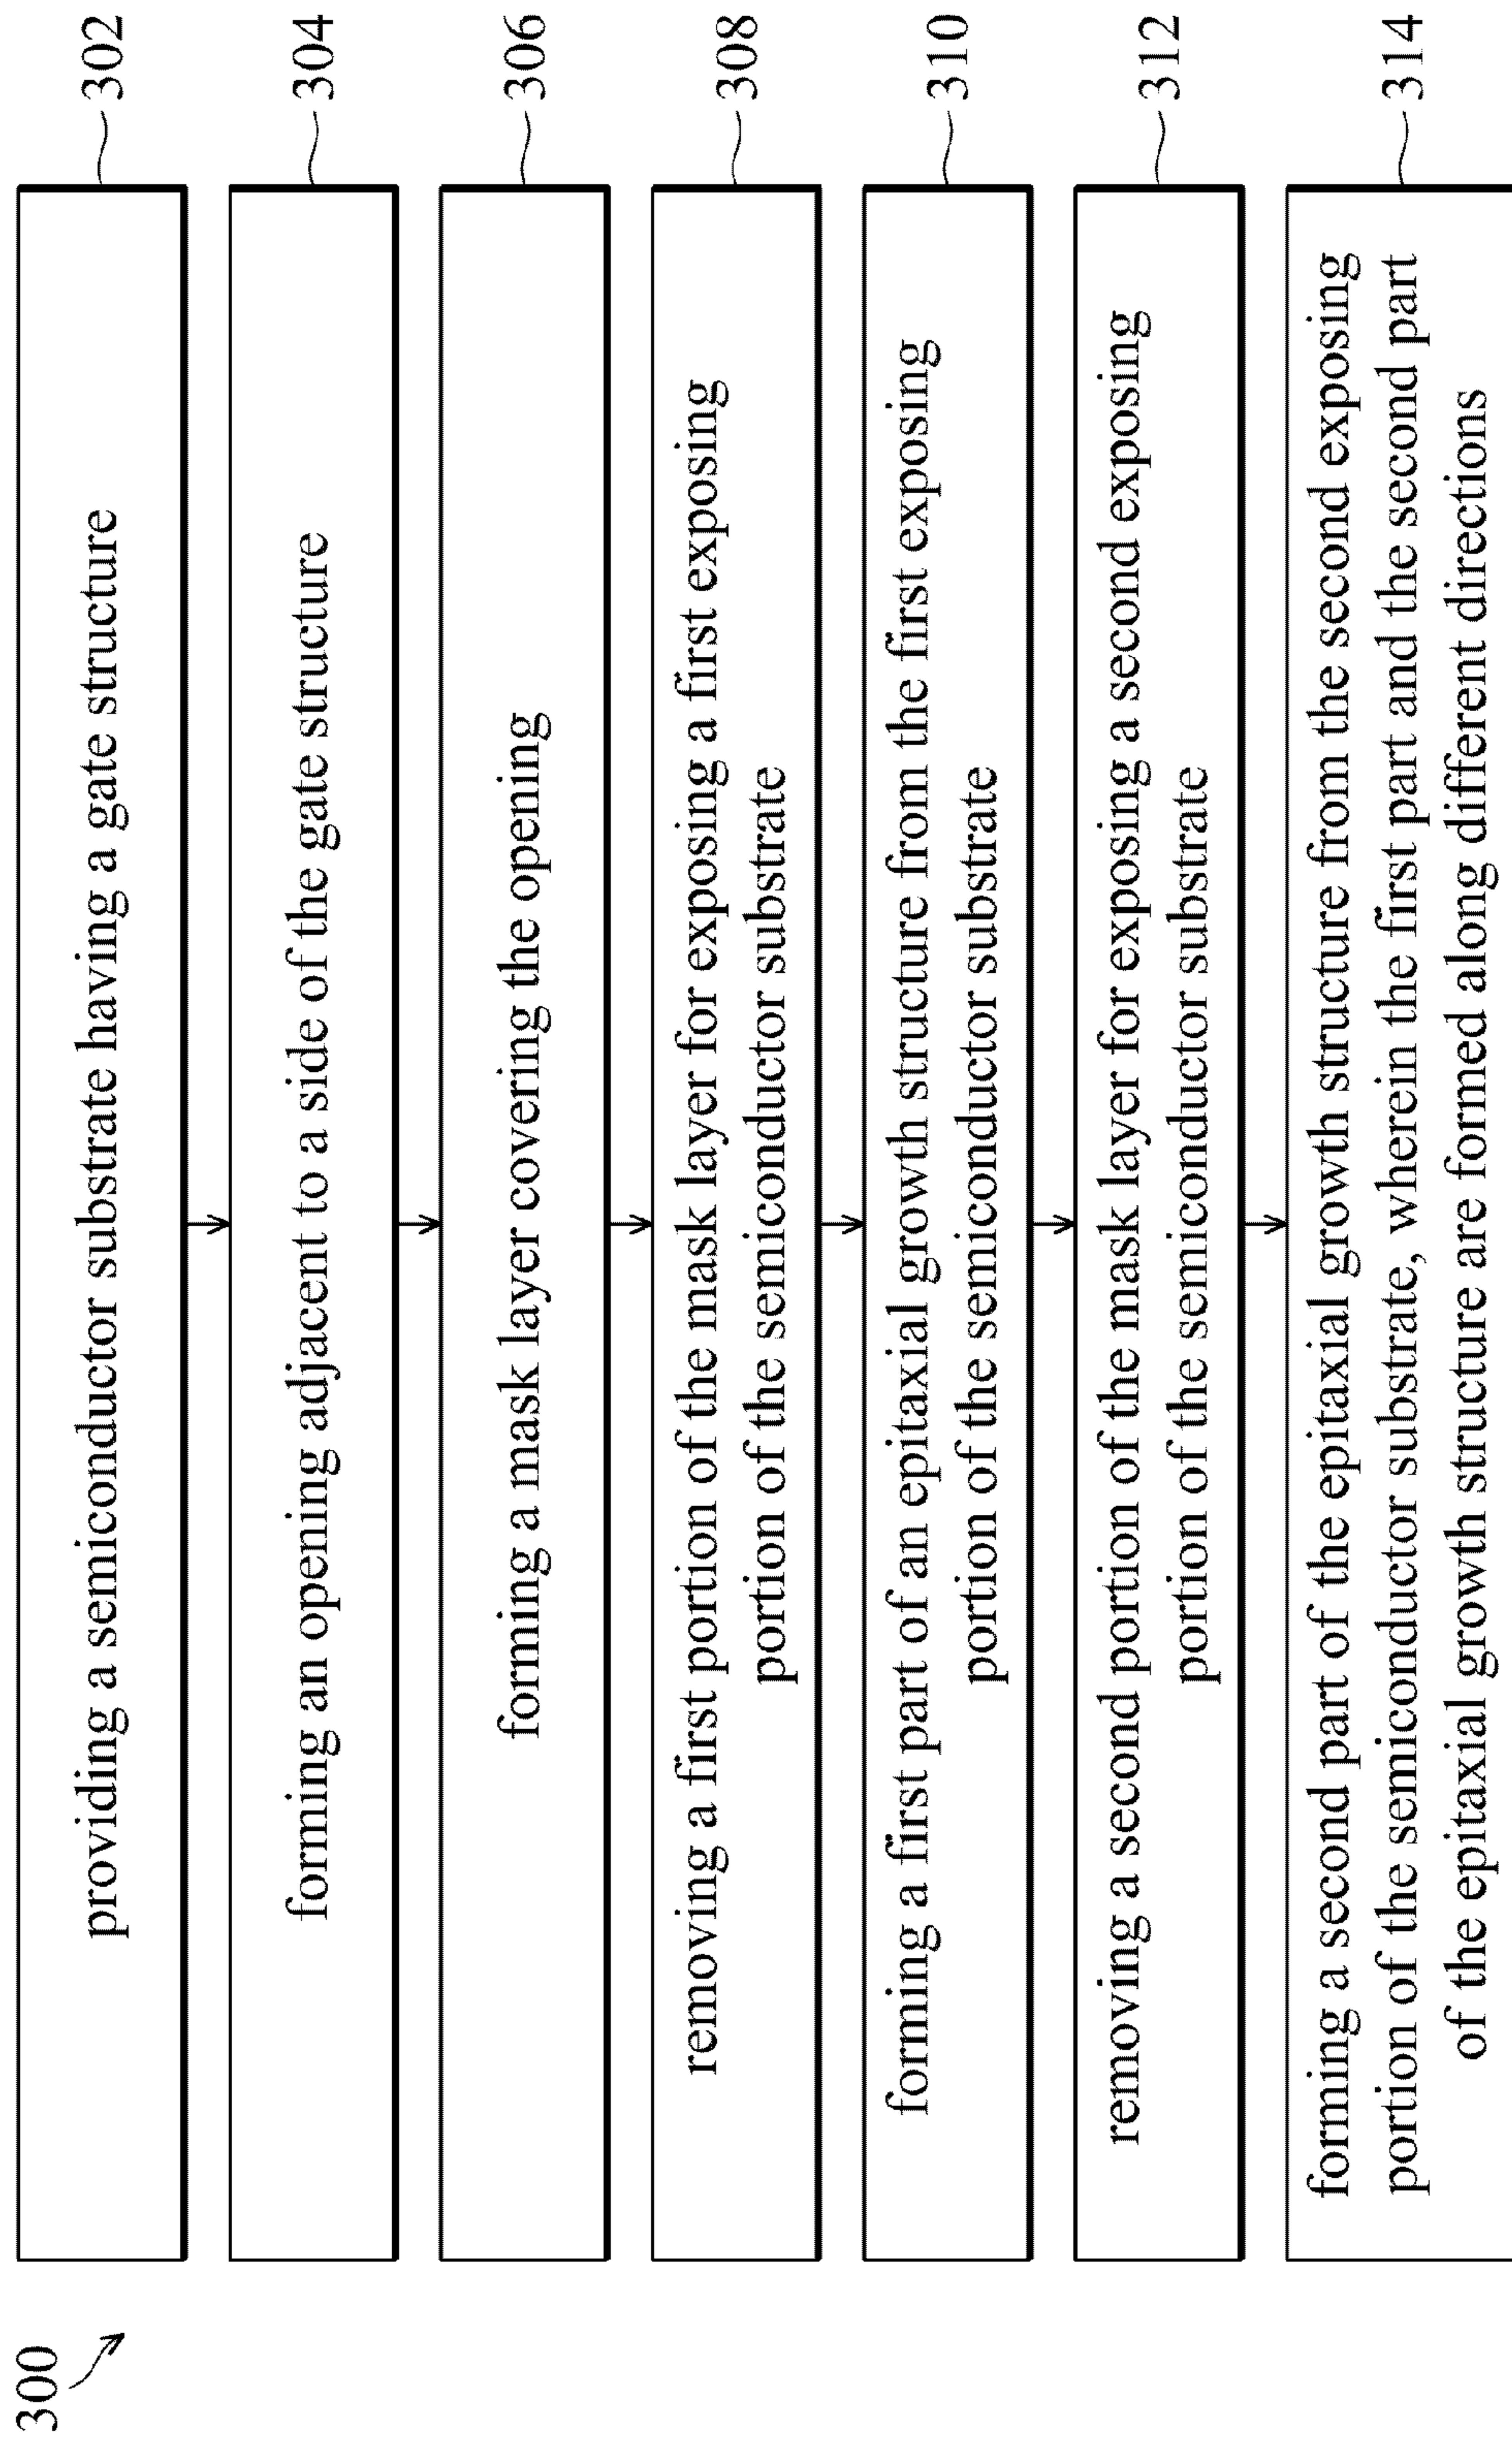 300
providing a semiconductor substrate having a gate structure
302
forming an opening adjacent to a side of the gate structure
304
forming a mask layer covering the opening
306
removing a first portion of the mask layer for exposing a first exposing
portion of the semiconductor substrate
308
forming a first part of an epitaxial growth structure from the first exposing
portion of the semiconductor substrate
310
removing a second portion of the mask layer for exposing a second exposing
portion of the semiconductor substrate
312
forming a second part of the epitaxial growth structure from the second exposing
portion of the semiconductor substrate, wherein the first part and the second part
of the epitaxial growth structure are formed along different directions
314